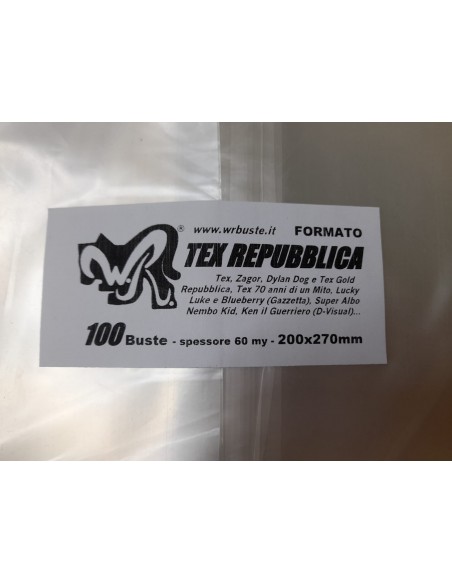 www.wrbuste.it FORMATO
WR ® TEX REPUBBLICA
Tex, Zagor, Dylan Dog e Tex Gold
Repubblica, Tex 70 anni di un Mito, Lucky
Luke e Blueberry (Gazzetta), Super Albo
Nembo Kid, Ken il Guerriero (D-Visual)...
100 Buste - spessore 60 my - 200x270mm